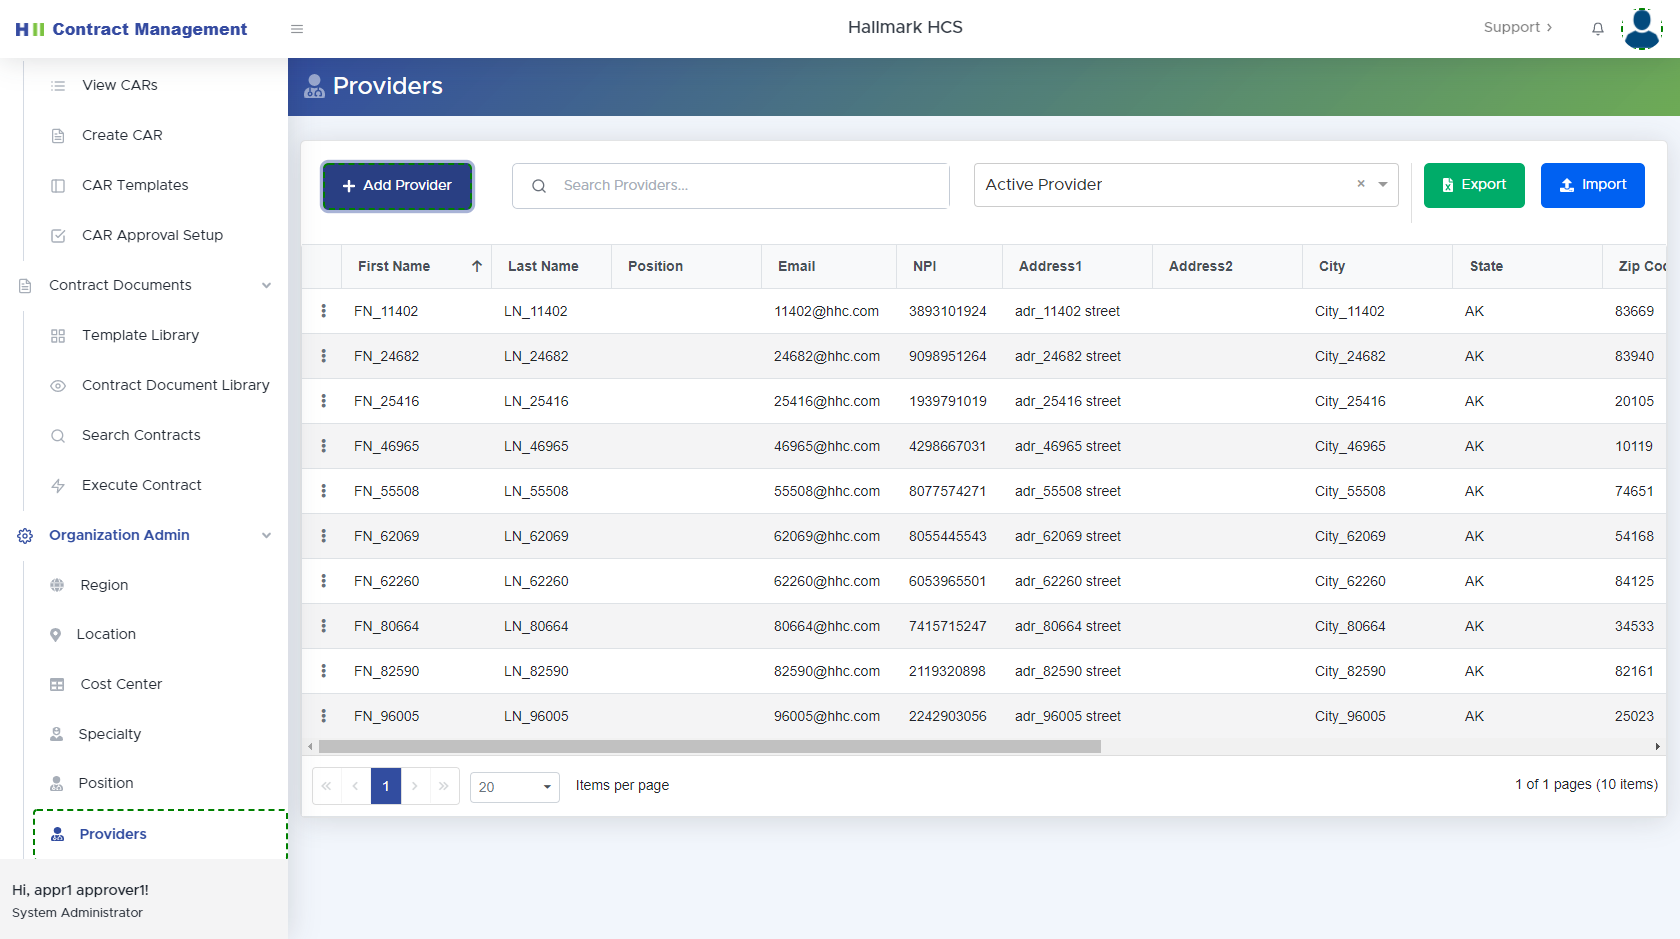 Contract Management
Hallmark HCS
Support
View CARs
Create CAR
CAR Templates
CAR Approval Setup
Contract Documents
Template Library
Contract Document Library
Search Contracts
Execute Contract
Organization Admin
Region
Location
Cost Center
Specialty
Position
Providers
Hi, appr1 approver1!
System Administrator
Providers
+ Add Provider
Search Providers...
Active Provider ×
Export
Import
First Name Last Name Position Email NPI Address1 Address2 City State Zip Coo
FN_11402 LN_11402 11402@hhc.com 3893101924 adr_11402 street City_11402 AK 83669
FN_24682 LN_24682 24682@hhc.com 9098951264 adr_24682 street City_24682 AK 83940
FN_25416 LN_25416 25416@hhc.com 1939791019 adr_25416 street City_25416 AK 20105
FN_46965 LN_46965 46965@hhc.com 4298667031 adr_46965 street City_46965 AK 10119
FN_55508 LN_55508 55508@hhc.com 8077574271 adr_55508 street City_55508 AK 74651
FN_62069 LN_62069 62069@hhc.com 8055445543 adr_62069 street City_62069 AK 54168
FN_62260 LN_62260 62260@hhc.com 6053965501 adr_62260 street City_62260 AK 84125
FN_80664 LN_80664 80664@hhc.com 7415715247 adr_80664 street City_80664 AK 34533
FN_82590 LN_82590 82590@hhc.com 2119320898 adr_82590 street City_82590 AK 82161
FN_96005 LN_96005 96005@hhc.com 2242903056 adr_96005 street City_96005 AK 25023
« ‹ 1 › » 20 Items per page 1 of 1 pages (10 items)